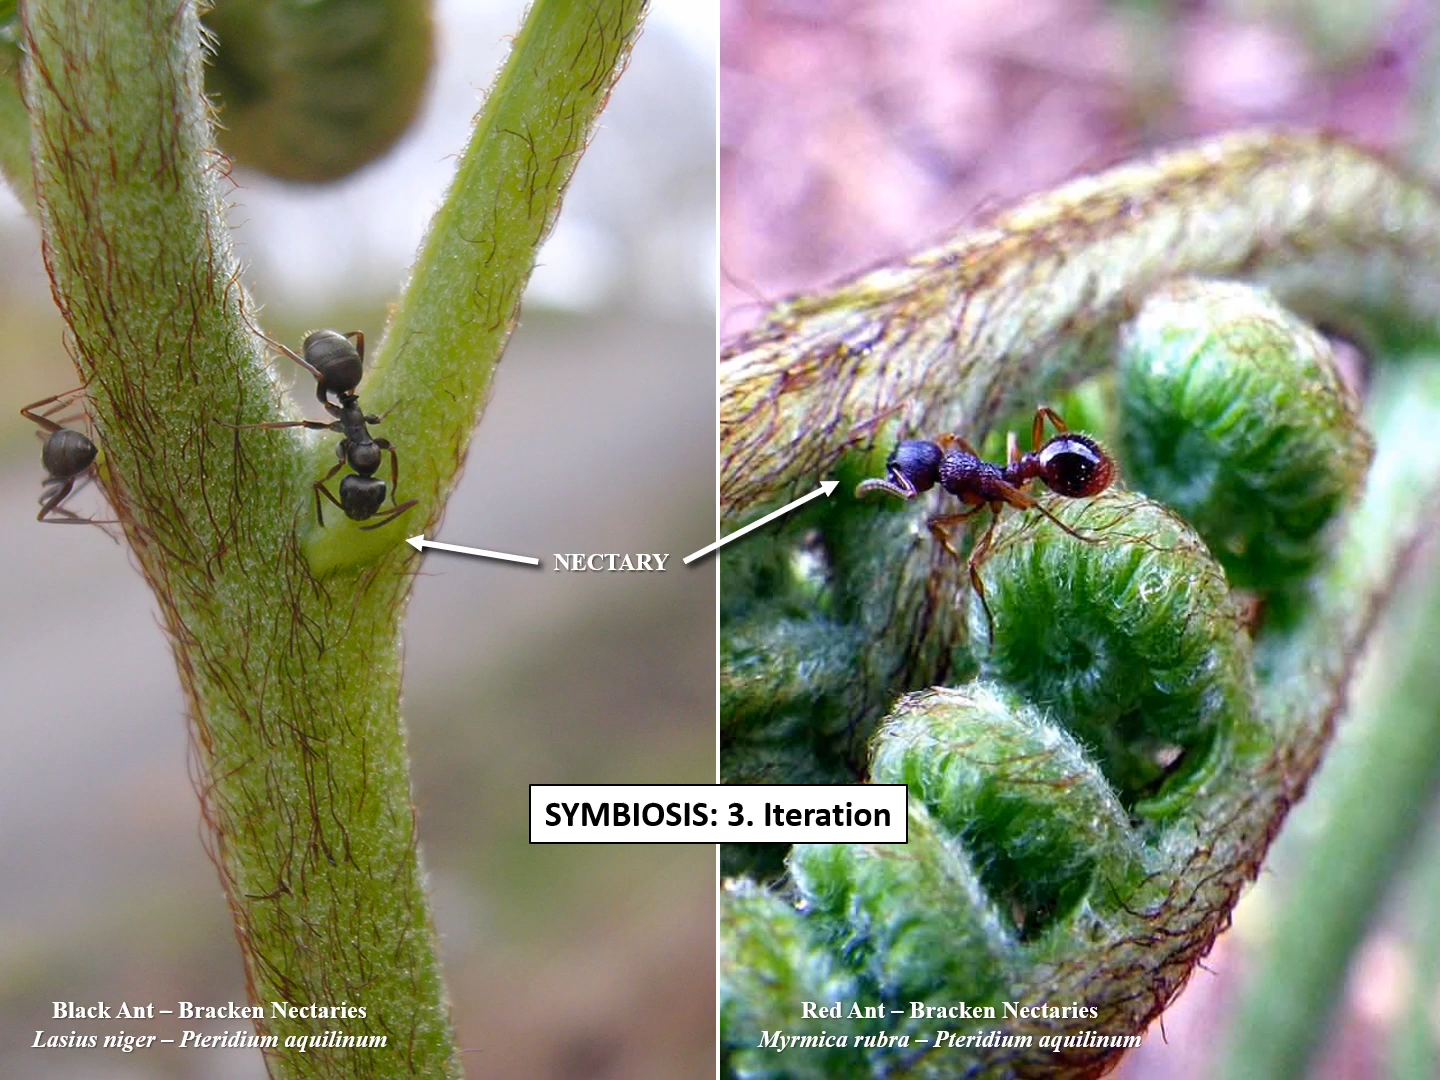 NECTARY
SYMBIOSIS: 3. Iteration
Black Ant – Bracken Nectaries
Lasius niger – Pteridium aquilinum
Red Ant – Bracken Nectaries
Myrmica rubra – Pteridium aquilinum